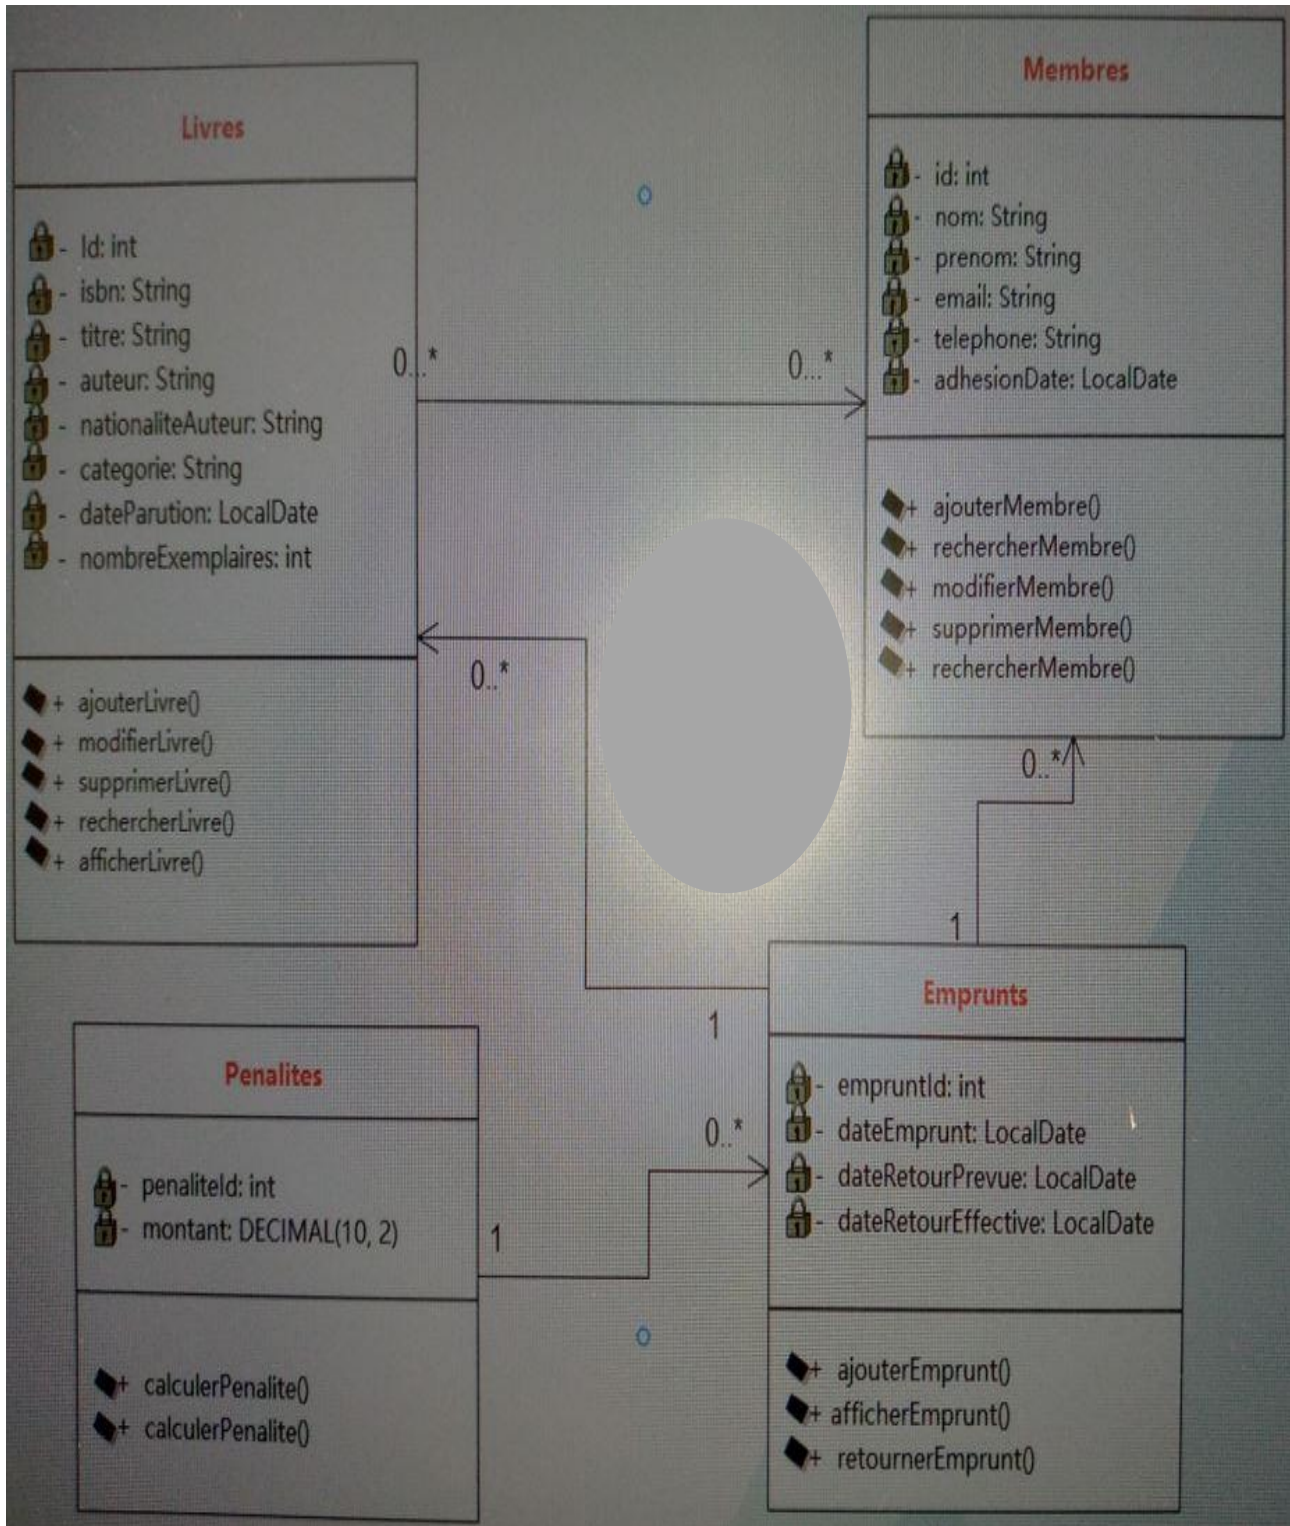 Livres
- Id: int
- isbn: String
- titre: String
- auteur: String
- nationaliteAuteur: String
- categorie: String
- dateParution: LocalDate
- nombreExemplaires: int
+ ajouterLivre()
+ modifierLivre()
+ supprimerLivre()
+ rechercherLivre()
+ afficherLivre()
0...*
0...*
Membres
- id: int
- nom: String
- prenom: String
- email: String
- telephone: String
- adhesionDate: LocalDate
+ ajouterMembre()
+ rechercherMembre()
+ modifierMembre()
+ supprimerMembre()
+ rechercherMembre()
0..*
0..*
1
1
Penalites
- penaliteId: int
- montant: DECIMAL(10, 2)
+ calculerPenalite()
+ calculerPenalite()
1
0..*
Emprunts
- empruntId: int
- dateEmprunt: LocalDate
- dateRetourPrevue: LocalDate
- dateRetourEffective: LocalDate
+ ajouterEmprunt()
+ afficherEmprunt()
+ retournerEmprunt()